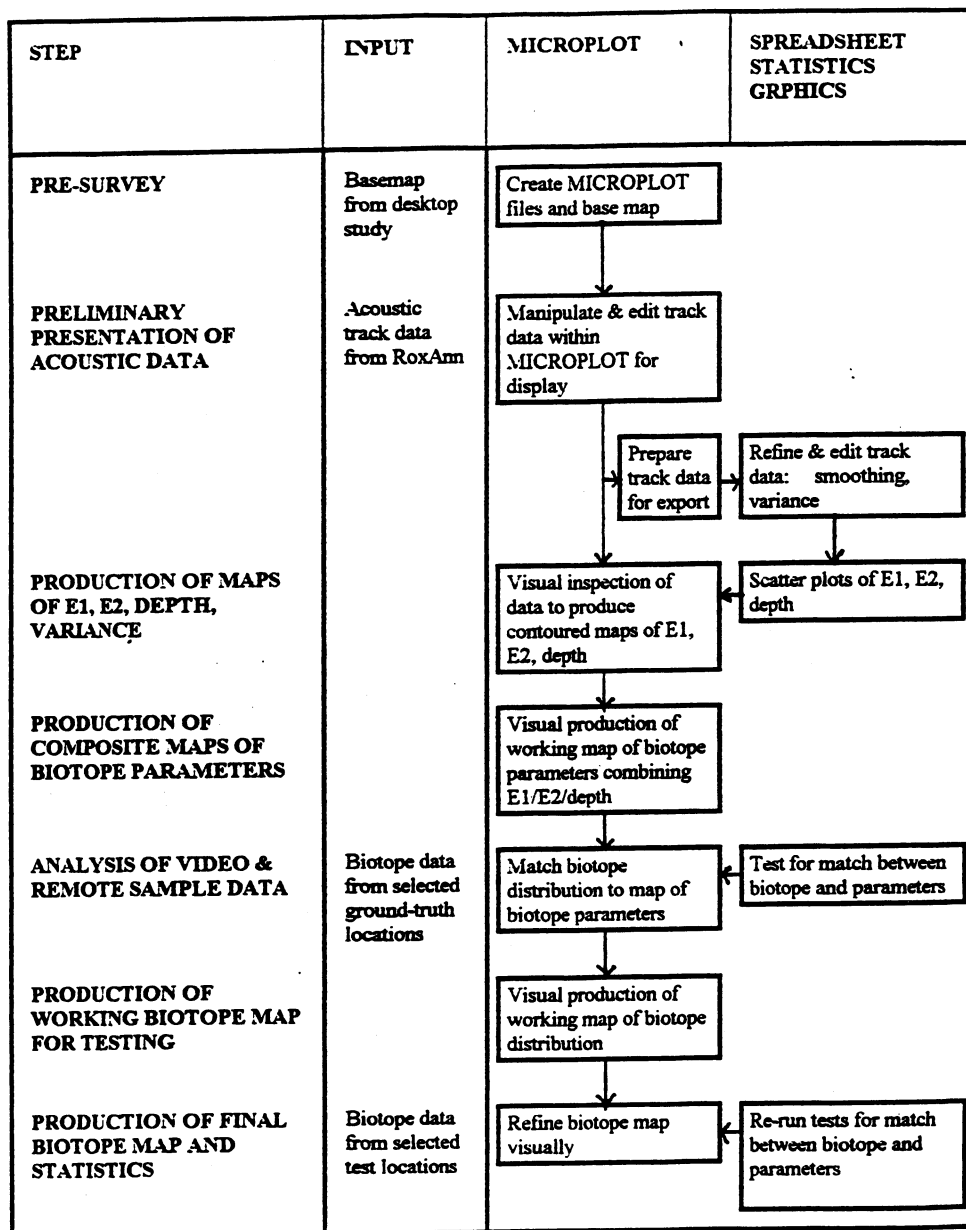 STEP
INPUT
MICROPLOT
SPREADSHEET
STATISTICS
GRPHICS
PRE-SURVEY
Basemap
from desktop
study
Create MICROPLOT
files and base map
PRELIMINARY
PRESENTATION OF
ACOUSTIC DATA
Acoustic
track data
from RoxAnn
Manipulate & edit track
data within
MICROPLOT for
display
Prepare
track data
for export
Refine & edit track
data: smoothing,
variance
PRODUCTION OF MAPS
OF E1, E2, DEPTH,
VARIANCE
Visual inspection of
data to produce
contoured maps of E1,
E2, depth
Scatter plots of E1, E2,
depth
PRODUCTION OF
COMPOSITE MAPS OF
BIOTOPE PARAMETERS
Visual production of
working map of biotope
parameters combining
E1/E2/depth
ANALYSIS OF VIDEO &
REMOTE SAMPLE DATA
Biotope data
from selected
ground-truth
locations
Match biotope
distribution to map of
biotope parameters
Test for match between
biotope and parameters
PRODUCTION OF
WORKING BIOTOPE MAP
FOR TESTING
Visual production of
working map of biotope
distribution
PRODUCTION OF FINAL
BIOTOPE MAP AND
STATISTICS
Biotope data
from selected
test locations
Refine biotope map
visually
Re-run tests for match
between biotope and
parameters